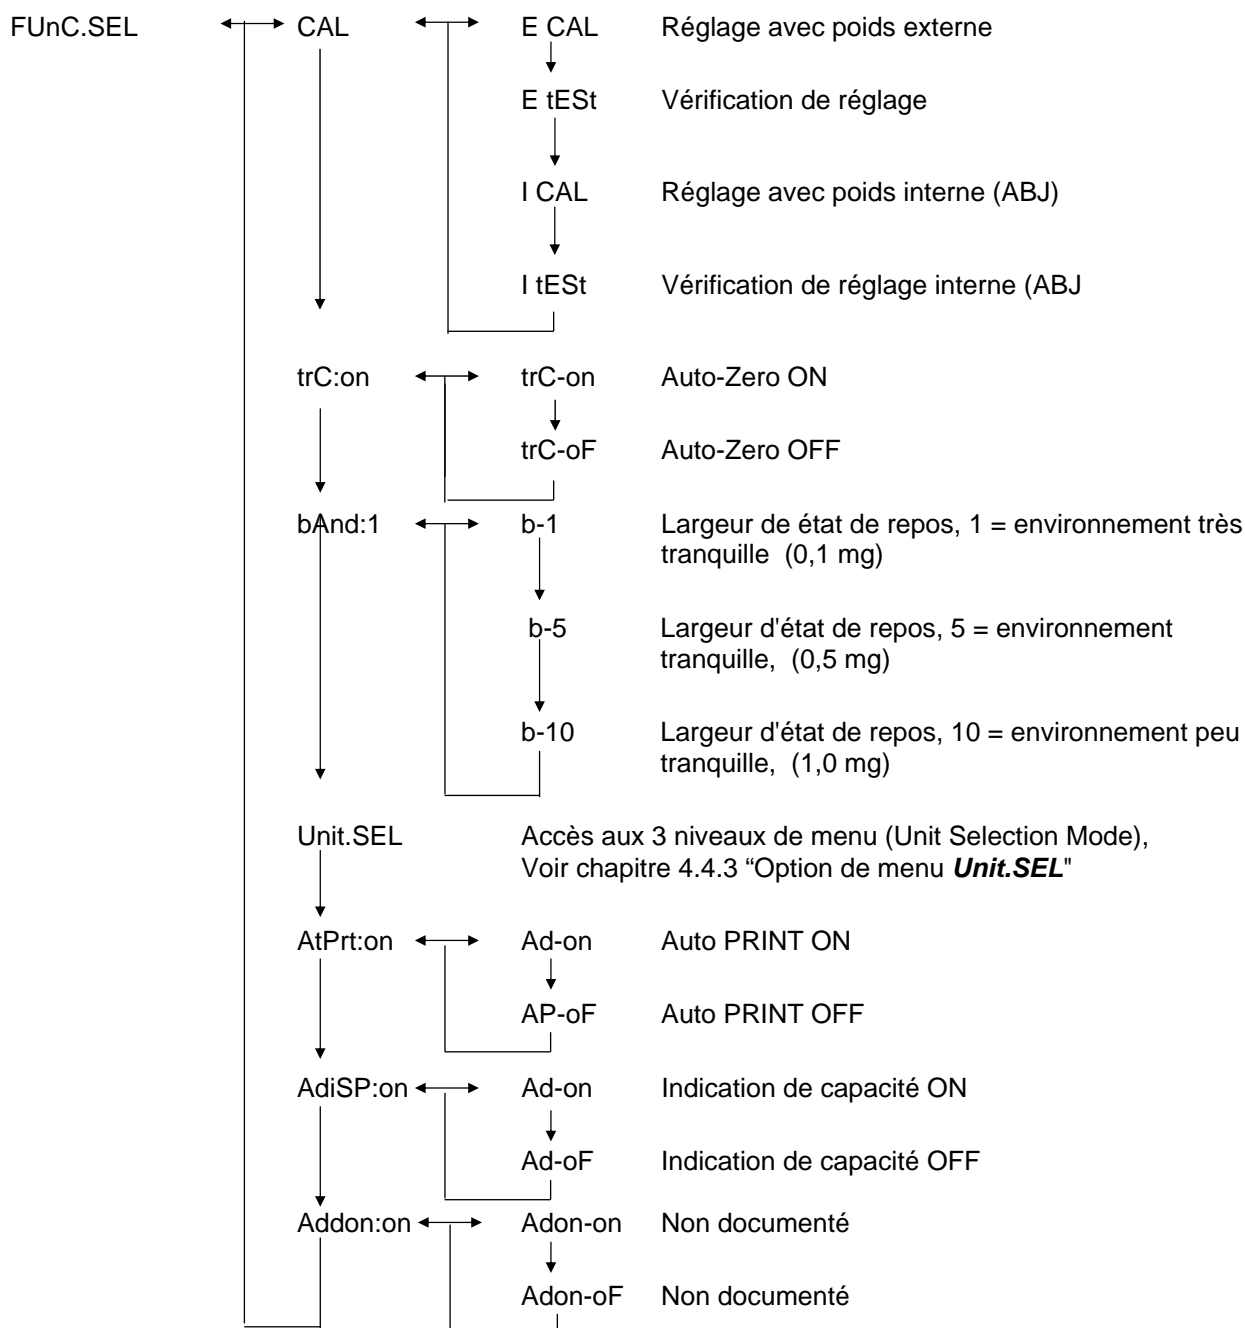 FUnC.SEL CAL E CAL Réglage avec poids externe
E tESt Vérification de réglage
I CAL Réglage avec poids interne (ABJ)
I tESt Vérification de réglage interne (ABJ
trC:on trC-on Auto-Zero ON
trC-oF Auto-Zero OFF
bAnd:1 b-1 Largeur de état de repos, 1 = environnement très
tranquille (0,1 mg)
b-5 Largeur d'état de repos, 5 = environnement
tranquille, (0,5 mg)
b-10 Largeur d'état de repos, 10 = environnement peu
tranquille, (1,0 mg)
Unit.SEL Accès aux 3 niveaux de menu (Unit Selection Mode),
Voir chapitre 4.4.3 “Option de menu Unit.SEL"
AtPrt:on Ad-on Auto PRINT ON
AP-oF Auto PRINT OFF
AdiSP:on Ad-on Indication de capacité ON
Ad-oF Indication de capacité OFF
Addon:on Adon-on Non documenté
Adon-oF Non documenté